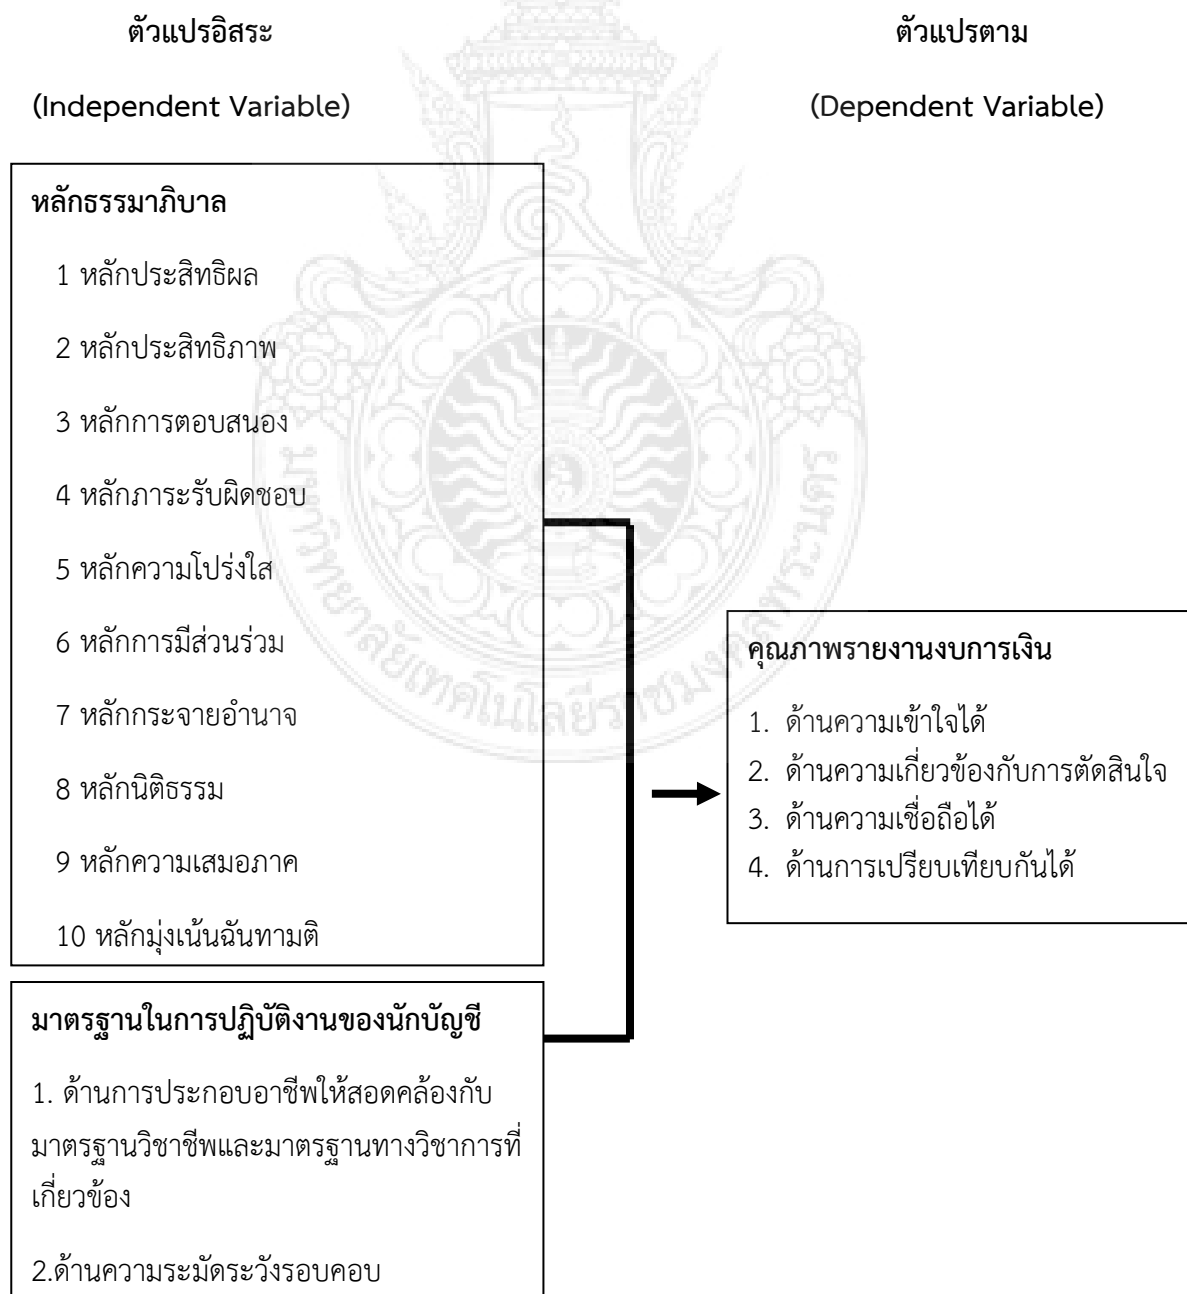 ตัวแปรอิสระ
(Independent Variable)
ตัวแปรตาม
(Dependent Variable)
หลักธรรมาภิบาล
1 หลักประสิทธิผล
2 หลักประสิทธิภาพ
3 หลักการตอบสนอง
4 หลักภาระรับผิดชอบ
5 หลักความโปร่งใส
6 หลักการมีส่วนร่วม
7 หลักกระจายอำนาจ
8 หลักนิติธรรม
9 หลักความเสมอภาค
10 หลักมุ่งเน้นฉันทามติ
มาตรฐานในการปฏิบัติงานของนักบัญชี
1. ด้านการประกอบอาชีพให้สอดคล้องกับ
มาตรฐานวิชาชีพและมาตรฐานทางวิชาการที่
เกี่ยวข้อง
2.ด้านความระมัดระวังรอบคอบ
คุณภาพรายงานงบการเงิน
1. ด้านความเข้าใจได้
2. ด้านความเกี่ยวข้องกับการตัดสินใจ
3. ด้านความเชื่อถือได้
4. ด้านการเปรียบเทียบกันได้